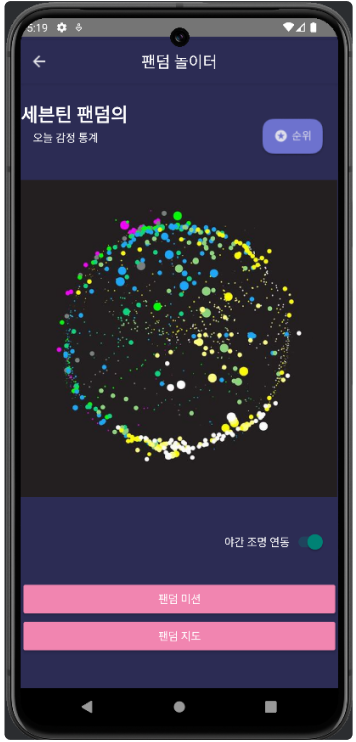 5:19
팬덤 놀이터
세븐틴 팬덤의
오늘 감정 통계
순위
야간 조명 연동
팬덤 미션
팬덤 지도